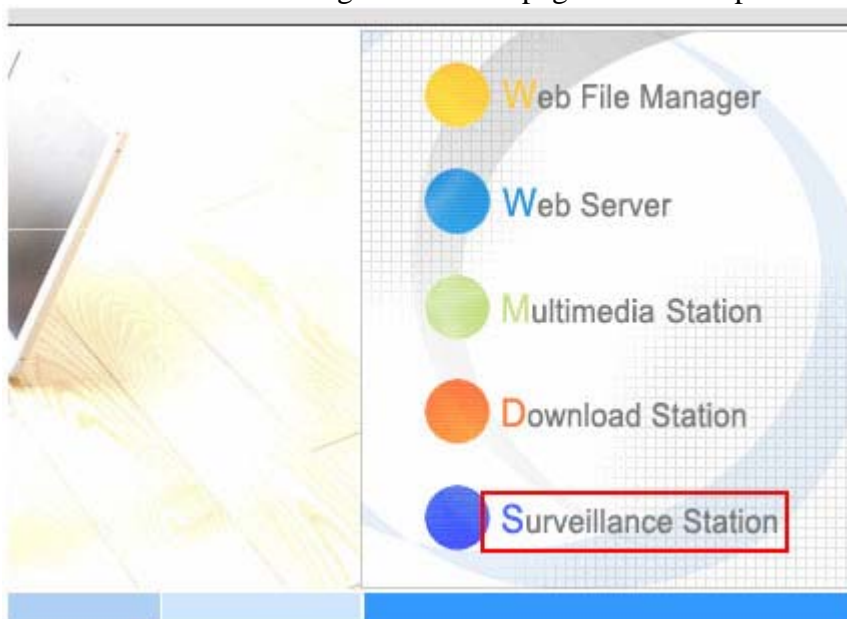 Web File Manager
Web Server
Multimedia Station
Download Station
Surveillance Station